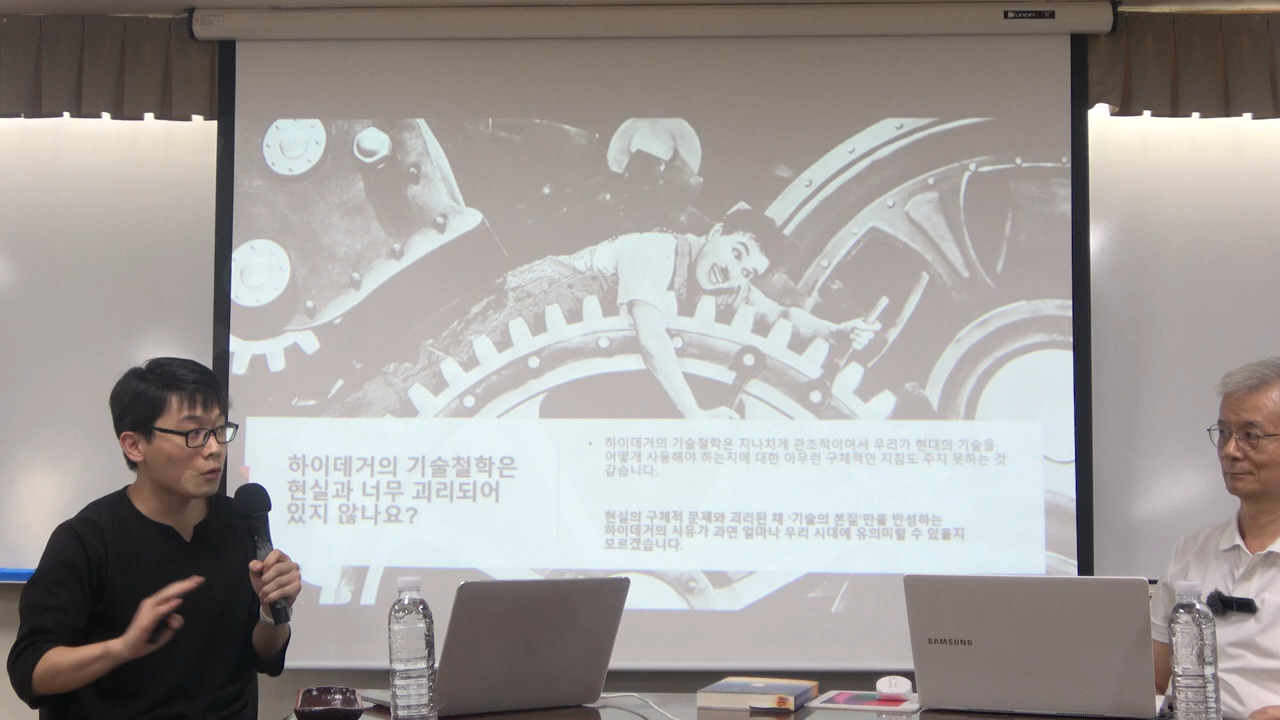 하이데거의 기술철학은
현실과 너무 괴리되어
있지 않나요?
• 하이데거의 기술철학은 지나치게 관조적이어서 우리가 현대의 기술을
어떻게 사용해야 하는지에 대한 아무런 구체적인 지침도 주지 못하는 것
같습니다.
현실의 구체적 문제와 괴리된 채 '기술의 본질'만을 반성하는
하이데거의 사유가 과연 얼마나 우리 시대에 유의미할 수 있을지
모르겠습니다.
SAMSUNG